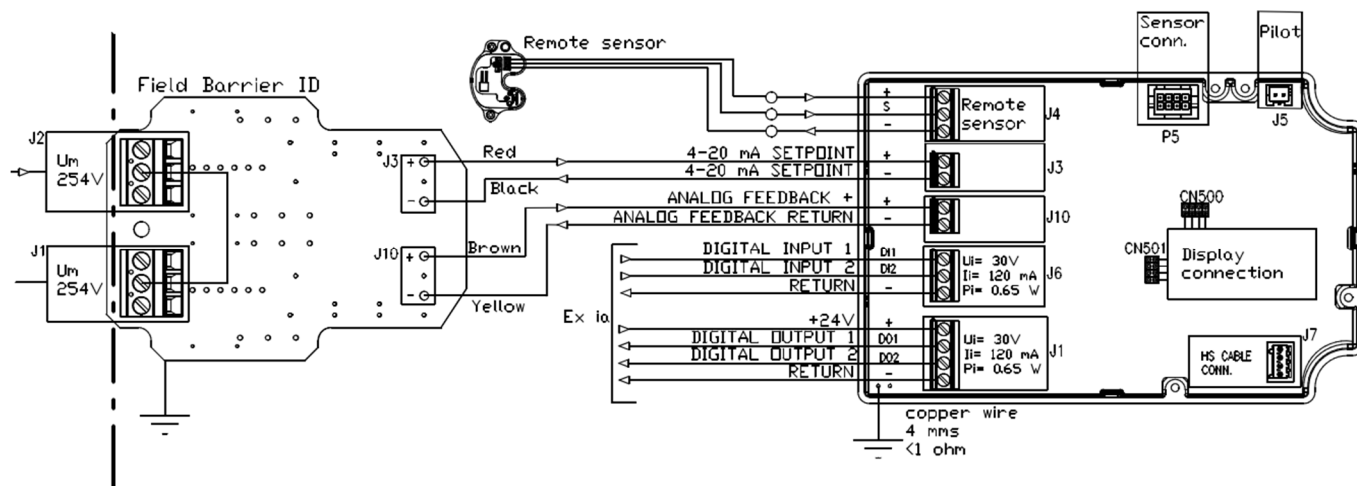 Field Barrier ID
J2
Um
254V
J1
Um
254V
J3
+
-
J10
+
-
Red
Black
Brown
Yellow
Remote sensor
4-20 mA SETPOINT
4-20 mA SETPOINT
ANALOG FEEDBACK +
ANALOG FEEDBACK RETURN
DIGITAL INPUT 1
DIGITAL INPUT 2
RETURN
Ex ia
+24V
DIGITAL OUTPUT 1
DIGITAL OUTPUT 2
RETURN
+
S
-
+
-
+
-
DI1
DI2
-
+
DO1
DO2
-
Remote
sensor
J4
J3
J10
Ui= 30V
Ii= 120 mA
Pi= 0.65 W
J6
Ui= 30V
Ii= 120 mA
Pi= 0.65 W
J1
copper wire
4 mms
<1 ohm
Sensor
conn.
P5
Pilot
J5
CN500
CN501
Display
connection
J7
HS CABLE
CONN.